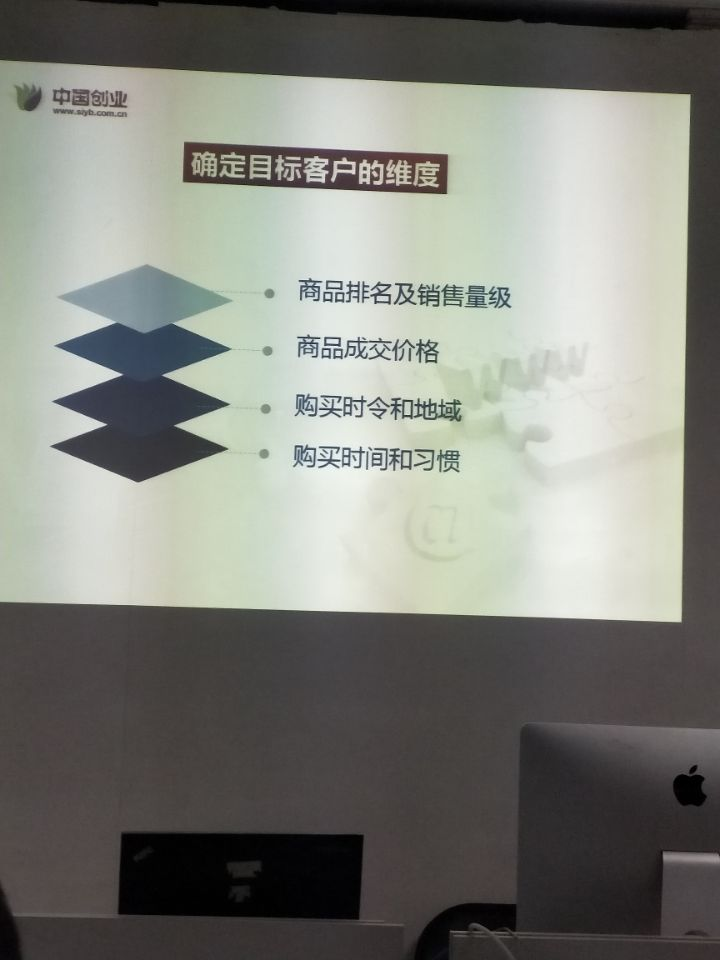 中国创业
www.siyb.com.cn
确定目标客户的维度
商品排名及销售量级
商品成交价格
购买时令和地域
购买时间和习惯
www
@